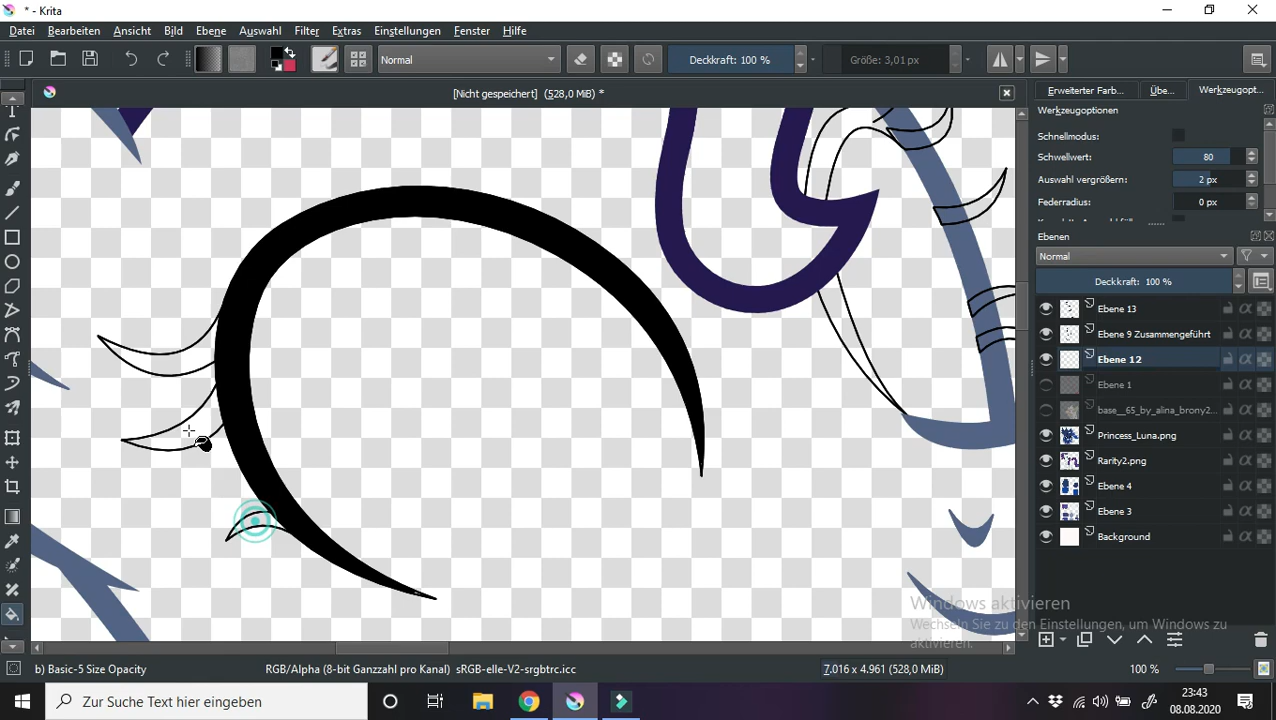 * - Krita
Datei Bearbeiten Ansicht Bild Ebene Auswahl Filter Extras Einstellungen Fenster Hilfe
Normal Deckkraft: 100 % Größe: 3,01 px
[Nicht gespeichert] (528,0 MiB) *
Erweiterter Farb... Übe... Werkzeugopt...
Werkzeugoptionen
Schnellmodus:
Schwellwert: 80
Auswahl vergrößern: 2 px
Federradius: 0 px
Ebenen
Normal
Deckkraft: 100 %
Ebene 13
Ebene 9 Zusammengeführt
Ebene 12
Ebene 1
base__65_by_alina_brony2...
Princess_Luna.png
Rarity2.png
Ebene 4
Ebene 3
Background
Windows aktivieren
Wechseln Sie zu den Einstellungen, um Windows zu
aktivieren.
b) Basic-5 Size Opacity RGB/Alpha (8-bit Ganzzahl pro Kanal) sRGB-elle-V2-srgbtrc.icc 7.016 x 4.961 (528,0 MiB) 100 %
Zur Suche Text hier eingeben
23:43
08.08.2020